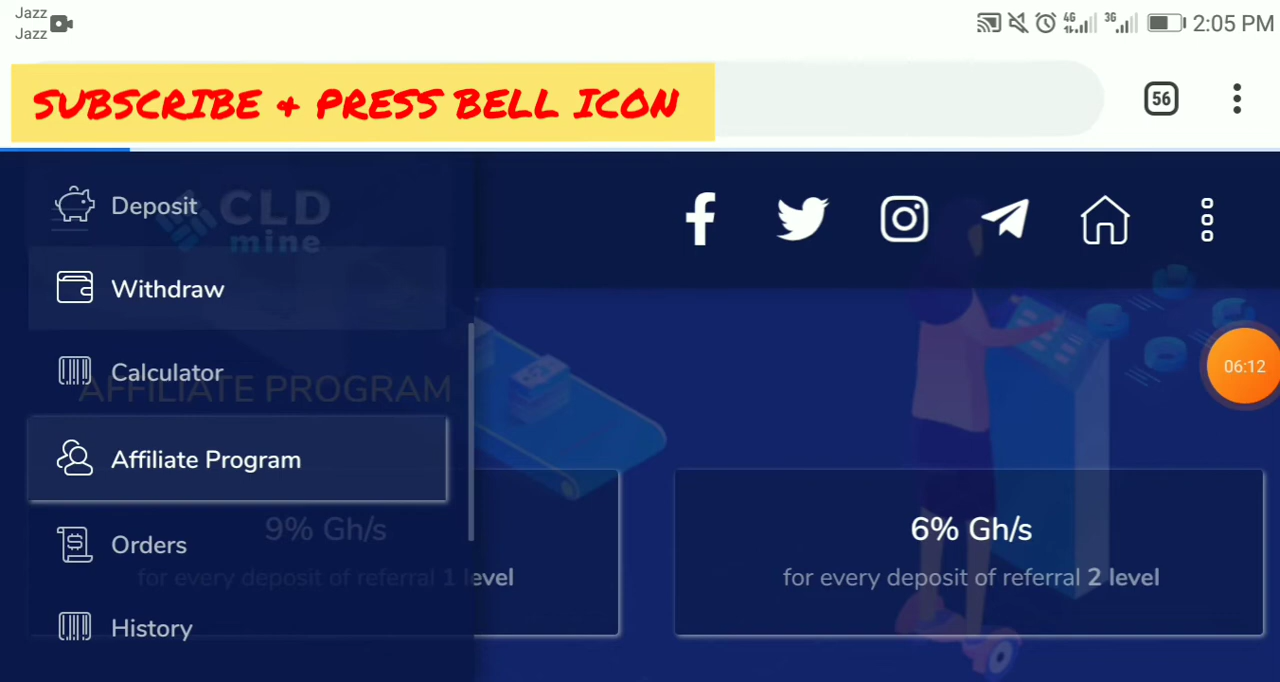 Jazz
Jazz
4G
3G
2:05 PM
SUBSCRIBE & PRESS BELL ICON
56
Deposit
CLD
mine
Withdraw
Calculator
AFFILIATE PROGRAM
06:12
Affiliate Program
Orders
9% Gh/s
for every deposit of referral 1 level
6% Gh/s
for every deposit of referral 2 level
History